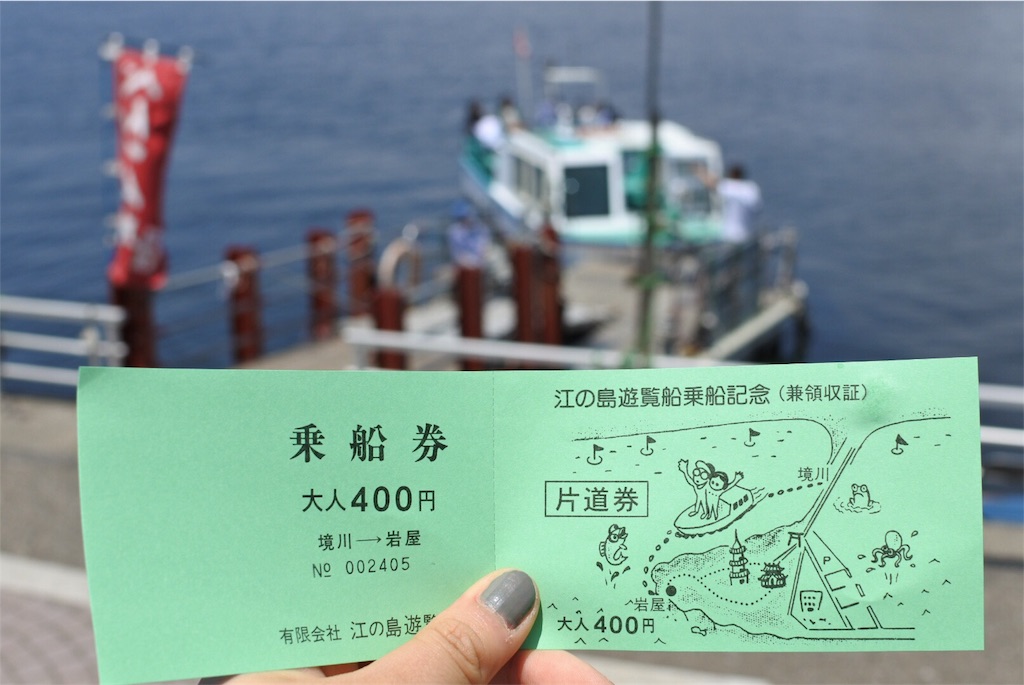 乗船券
大人400円
境川→岩屋
No 002405
有限会社 江の島遊覧
江の島遊覧船乗船記念(兼領収証)
境川
片道券
P
岩屋
大人400円